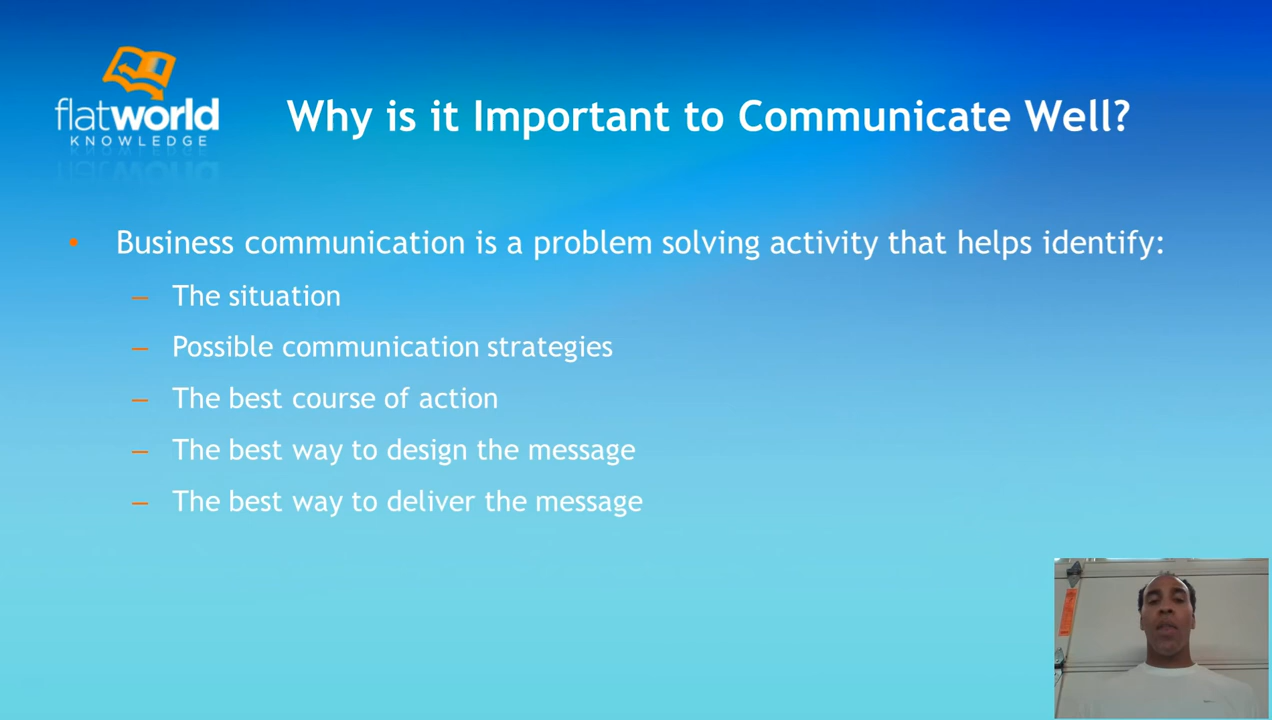 flatworld
KNOWLEDGE
Why is it Important to Communicate Well?
• Business communication is a problem solving activity that helps identify:
– The situation
– Possible communication strategies
– The best course of action
– The best way to design the message
– The best way to deliver the message